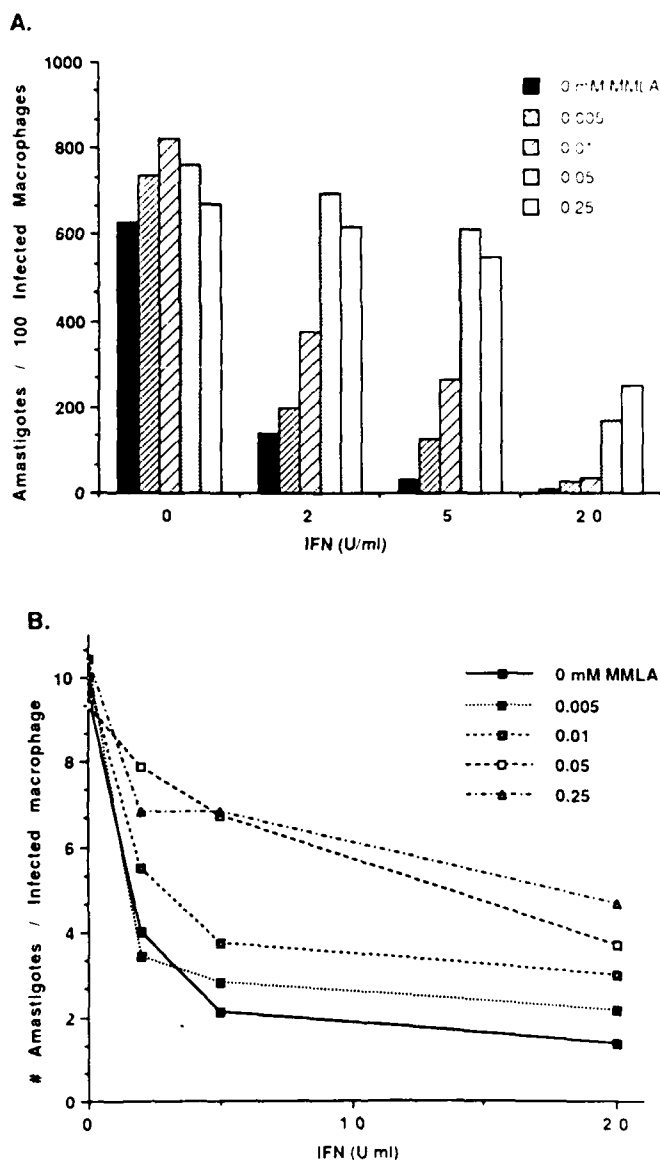 A.
Amastigotes / 100 Infected Macrophages
1000
800
600
400
200
0
0 mM MMLA
0.005
0.01
0.05
0.25
0 2 5 20
IFN (U/ml)
B.
# Amastigotes / Infected macrophage
10
8
6
4
2
0
0 mM MMLA
0.005
0.01
0.05
0.25
0 10 20
IFN (U ml)